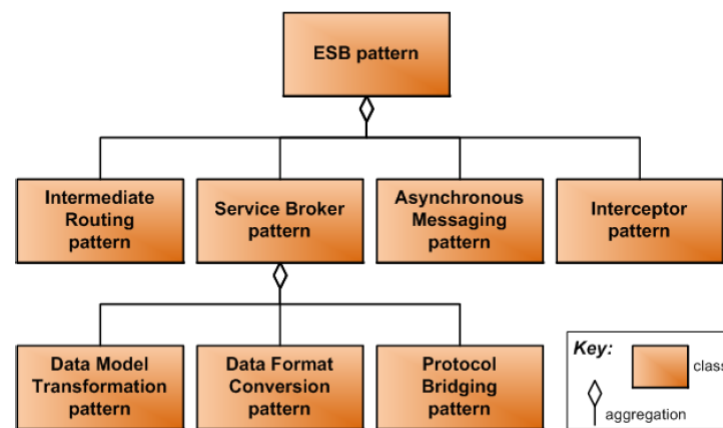 ESB pattern
Intermediate
Routing
pattern
Service Broker
pattern
Asynchronous
Messaging
pattern
Interceptor
pattern
Data Model
Transformation
pattern
Data Format
Conversion
pattern
Protocol
Bridging
pattern
Key:
class
aggregation